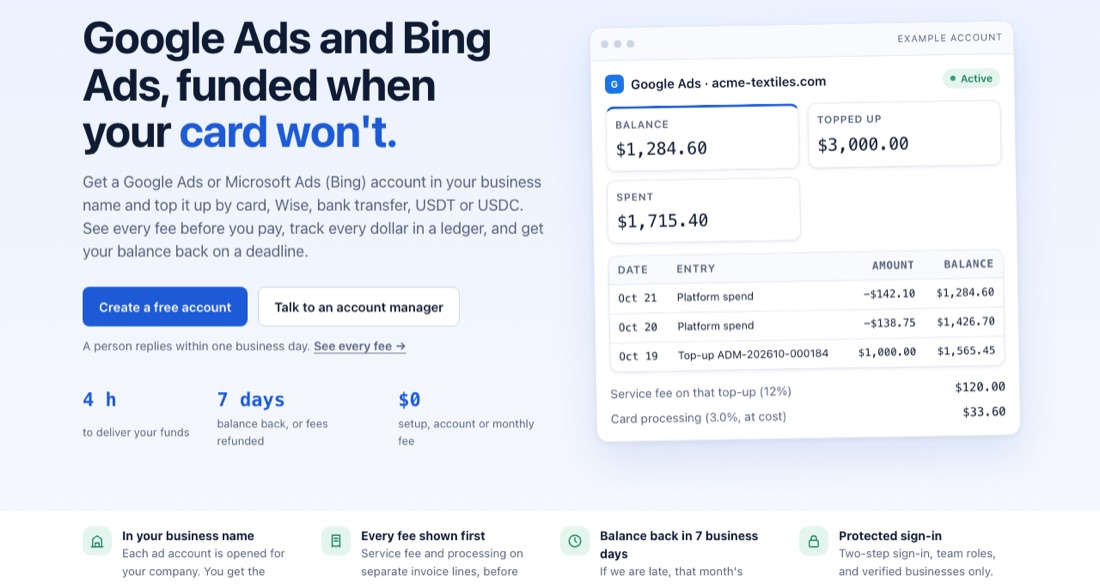 Google Ads and Bing
Ads, funded when
your card won't.
Get a Google Ads or Microsoft Ads (Bing) account in your business
name and top it up by card, Wise, bank transfer, USDT or USDC.
See every fee before you pay, track every dollar in a ledger, and get
your balance back on a deadline.
Create a free account
Talk to an account manager
A person replies within one business day. See every fee →
4 h
to deliver your funds
7 days
balance back, or fees
refunded
$0
setup, account or monthly
fee
EXAMPLE ACCOUNT
G
Google Ads · acme-textiles.com
Active
BALANCE
$1,284.60
TOPPED UP
$3,000.00
SPENT
$1,715.40
DATE ENTRY AMOUNT BALANCE
Oct 21 Platform spend −$142.10 $1,284.60
Oct 20 Platform spend −$138.75 $1,426.70
Oct 19 Top-up ADM-202610-000184 $1,000.00 $1,565.45
Service fee on that top-up (12%) $120.00
Card processing (3.0%, at cost) $33.60
In your business name
Each ad account is opened for
your company. You get the
Every fee shown first
Service fee and processing on
separate invoice lines, before
Balance back in 7 business
days
If we are late, that month's
Protected sign-in
Two-step sign-in, team roles,
and verified businesses only.